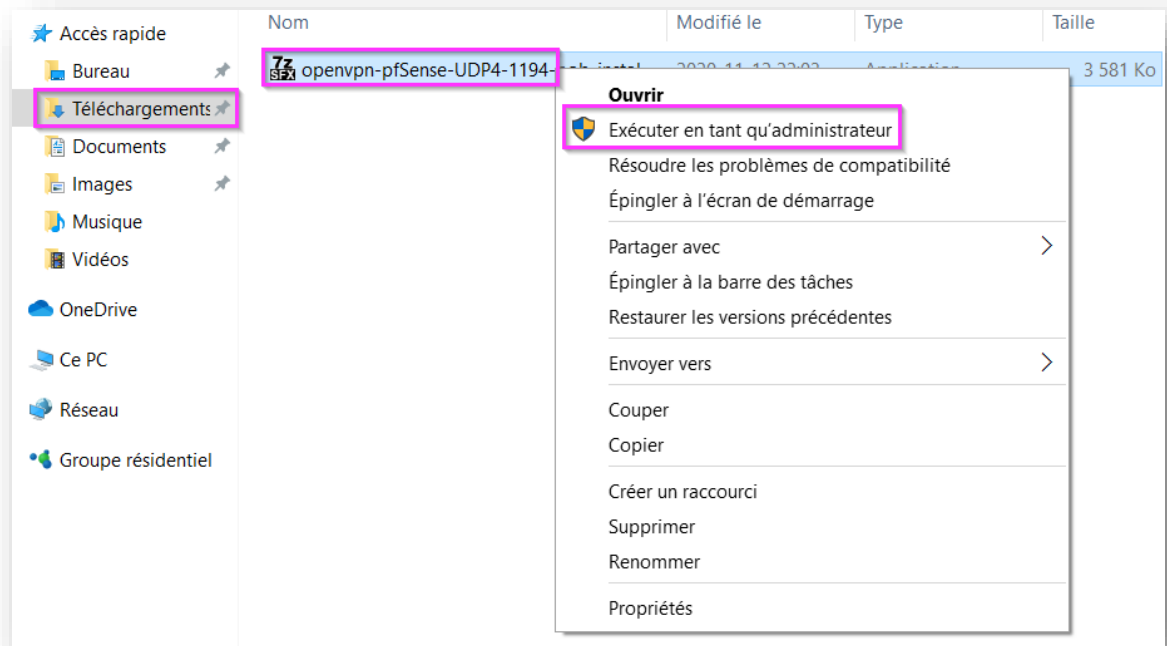 Nom Modifié le Type Taille
Accès rapide
Bureau
Téléchargements
Documents
Images
Musique
Vidéos
OneDrive
Ce PC
Réseau
Groupe résidentiel
7z SFX openvpn-pfSense-UDP4-1194- 3 581 Ko
Ouvrir
Exécuter en tant qu'administrateur
Résoudre les problèmes de compatibilité
Épingler à l'écran de démarrage
Partager avec
Épingler à la barre des tâches
Restaurer les versions précédentes
Envoyer vers
Couper
Copier
Créer un raccourci
Supprimer
Renommer
Propriétés